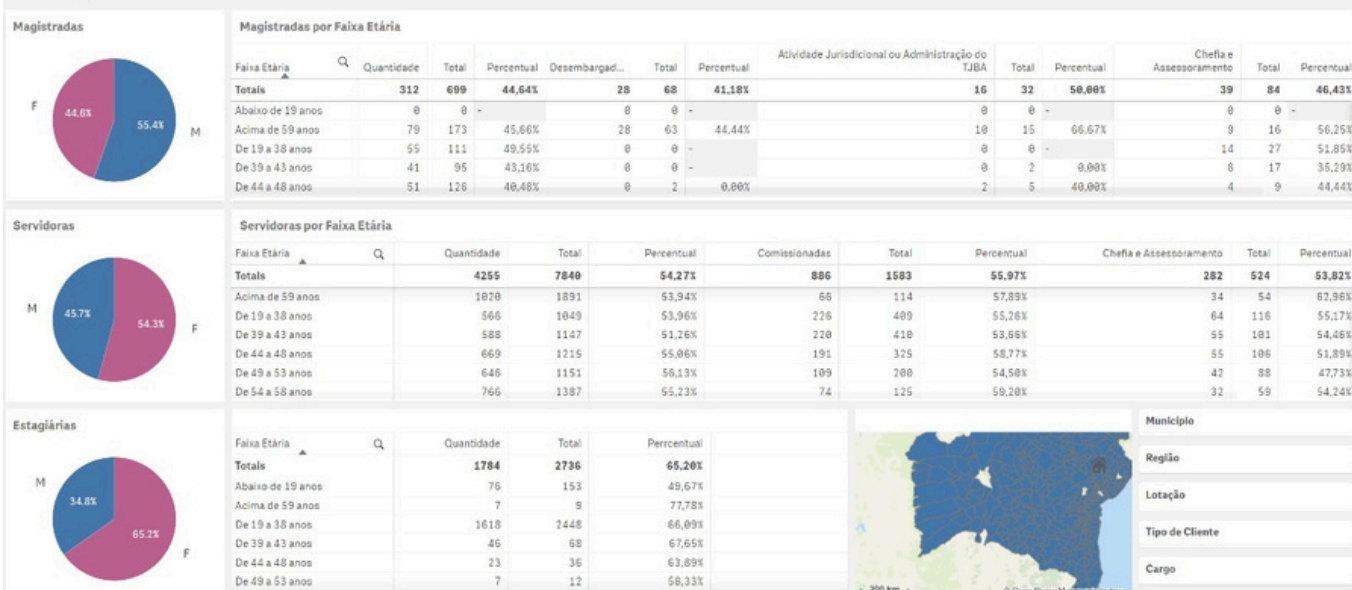 Magistradas
F
44.6%
55.4%
M
Magistradas por Faixa Etária
Faixa Etária Quantidade Total Percentual Desembargad... Total Percentual Atividade Jurisdicional ou Administração do TJBA Total Percentual Chefia e Assessoramento Total Percentual
Totais 312 699 44,64% 28 68 41,18% 16 32 50,00% 39 84 46,43%
Abaixo de 19 anos 0 0 - 0 0 - 0 0 - 0 0 -
Acima de 59 anos 79 173 45,66% 28 63 44,44% 10 15 66,67% 9 16 56,25%
De 19 a 38 anos 55 111 49,55% 0 0 - 0 0 - 14 27 51,85%
De 39 a 43 anos 41 95 43,16% 0 0 - 0 2 0,00% 6 17 35,29%
De 44 a 48 anos 51 126 40,48% 0 2 0,00% 2 5 40,00% 4 9 44,44%
Servidoras
M
45.7%
54.3%
F
Servidoras por Faixa Etária
Faixa Etária Quantidade Total Percentual Comissionadas Total Percentual Chefia e Assessoramento Total Percentual
Totais 4255 7840 54,27% 886 1583 55,97% 282 524 53,82%
Acima de 59 anos 1020 1891 53,94% 66 114 57,89% 34 54 62,96%
De 19 a 38 anos 566 1049 53,96% 226 409 55,26% 64 116 55,17%
De 39 a 43 anos 588 1147 51,26% 220 410 53,66% 55 101 54,46%
De 44 a 48 anos 669 1215 55,06% 191 325 58,77% 55 106 51,89%
De 49 a 53 anos 646 1151 56,13% 109 200 54,50% 42 88 47,73%
De 54 a 58 anos 766 1387 55,23% 74 125 59,20% 32 59 54,24%
Estagiárias
M
34.8%
65.2%
F
Faixa Etária Quantidade Total Perrcentual
Totais 1784 2736 65,20%
Abaixo de 19 anos 76 153 49,67%
Acima de 59 anos 7 9 77,78%
De 19 a 38 anos 1618 2448 66,09%
De 39 a 43 anos 46 68 67,65%
De 44 a 48 anos 23 36 63,89%
De 49 a 53 anos 7 12 58,33%
300 km
Município
Região
Lotação
Tipo de Cliente
Cargo